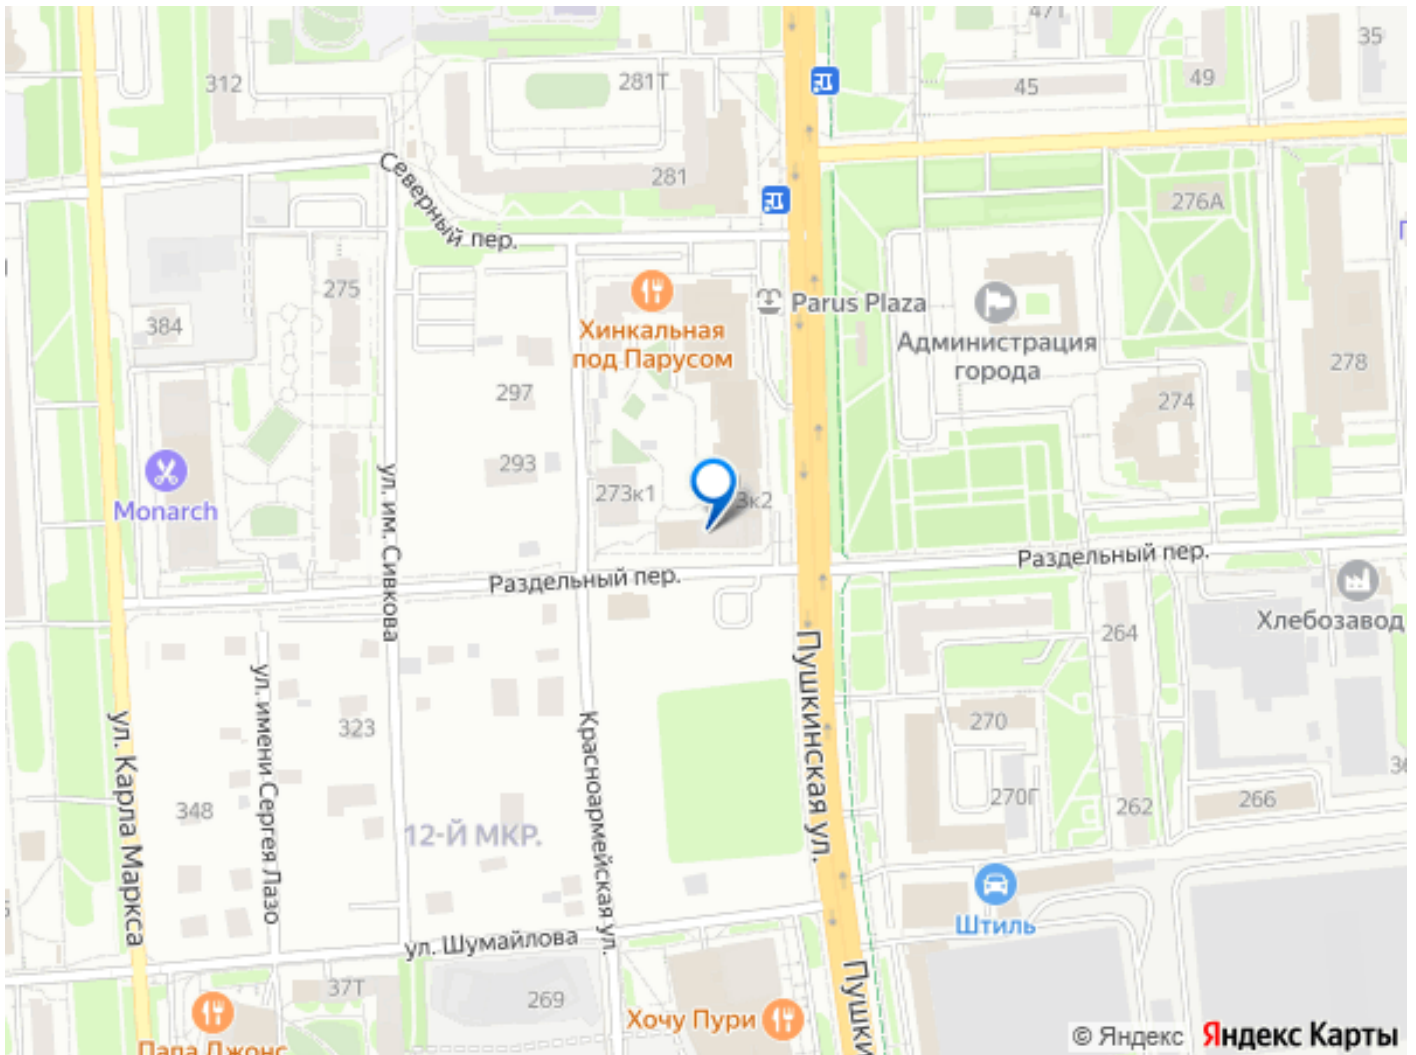 47Т
35
312
281Т
45
49
Северный пер.
281
276А
275
384
Хинкальная
под Парусом
Parus Plaza
Администрация
города
278
297
274
293
273к1
3к2
Monarch
ул. им. Сивкова
Раздельный пер.
Раздельный пер.
Хлебозавод
264
ул. Карла Маркса
ул. имени Сергея Лазо
323
Красноармейская ул.
Пушкинская ул.
270
348
270Г
262
266
12-Й МКР.
Штиль
ул. Шумайлова
37Т
269
Хочу Пури
Папа Джонс
Пушки
© Яндекс Яндекс Карты